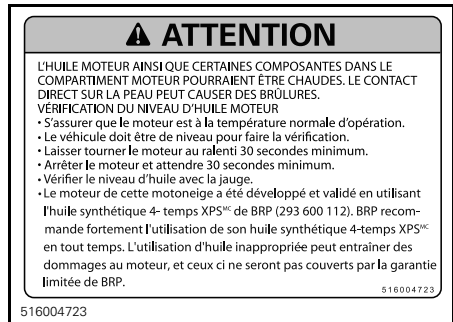 ATTENTION
L'HUILE MOTEUR AINSI QUE CERTAINES COMPOSANTES DANS LE
COMPARTIMENT MOTEUR POURRAIENT ÊTRE CHAUDES. LE CONTACT
DIRECT SUR LA PEAU PEUT CAUSER DES BRÛLURES.
VÉRIFICATION DU NIVEAU D'HUILE MOTEUR
• S'assurer que le moteur est à la température normale d'opération.
• Le véhicule doit être de niveau pour faire la vérification.
• Laisser tourner le moteur au ralenti 30 secondes minimum.
• Arrêter le moteur et attendre 30 secondes minimum.
• Vérifier le niveau d'huile avec la jauge.
• Le moteur de cette motoneige a été développé et validé en utilisant
l'huile synthétique 4- temps XPSᴹᶜ de BRP (293 600 112). BRP recom-
mande fortement l'utilisation de son huile synthétique 4-temps XPSᴹᶜ
en tout temps. L'utilisation d'huile inappropriée peut entraîner des
dommages au moteur, et ceux ci ne seront pas couverts par la garantie
limitée de BRP.
516004723
516004723